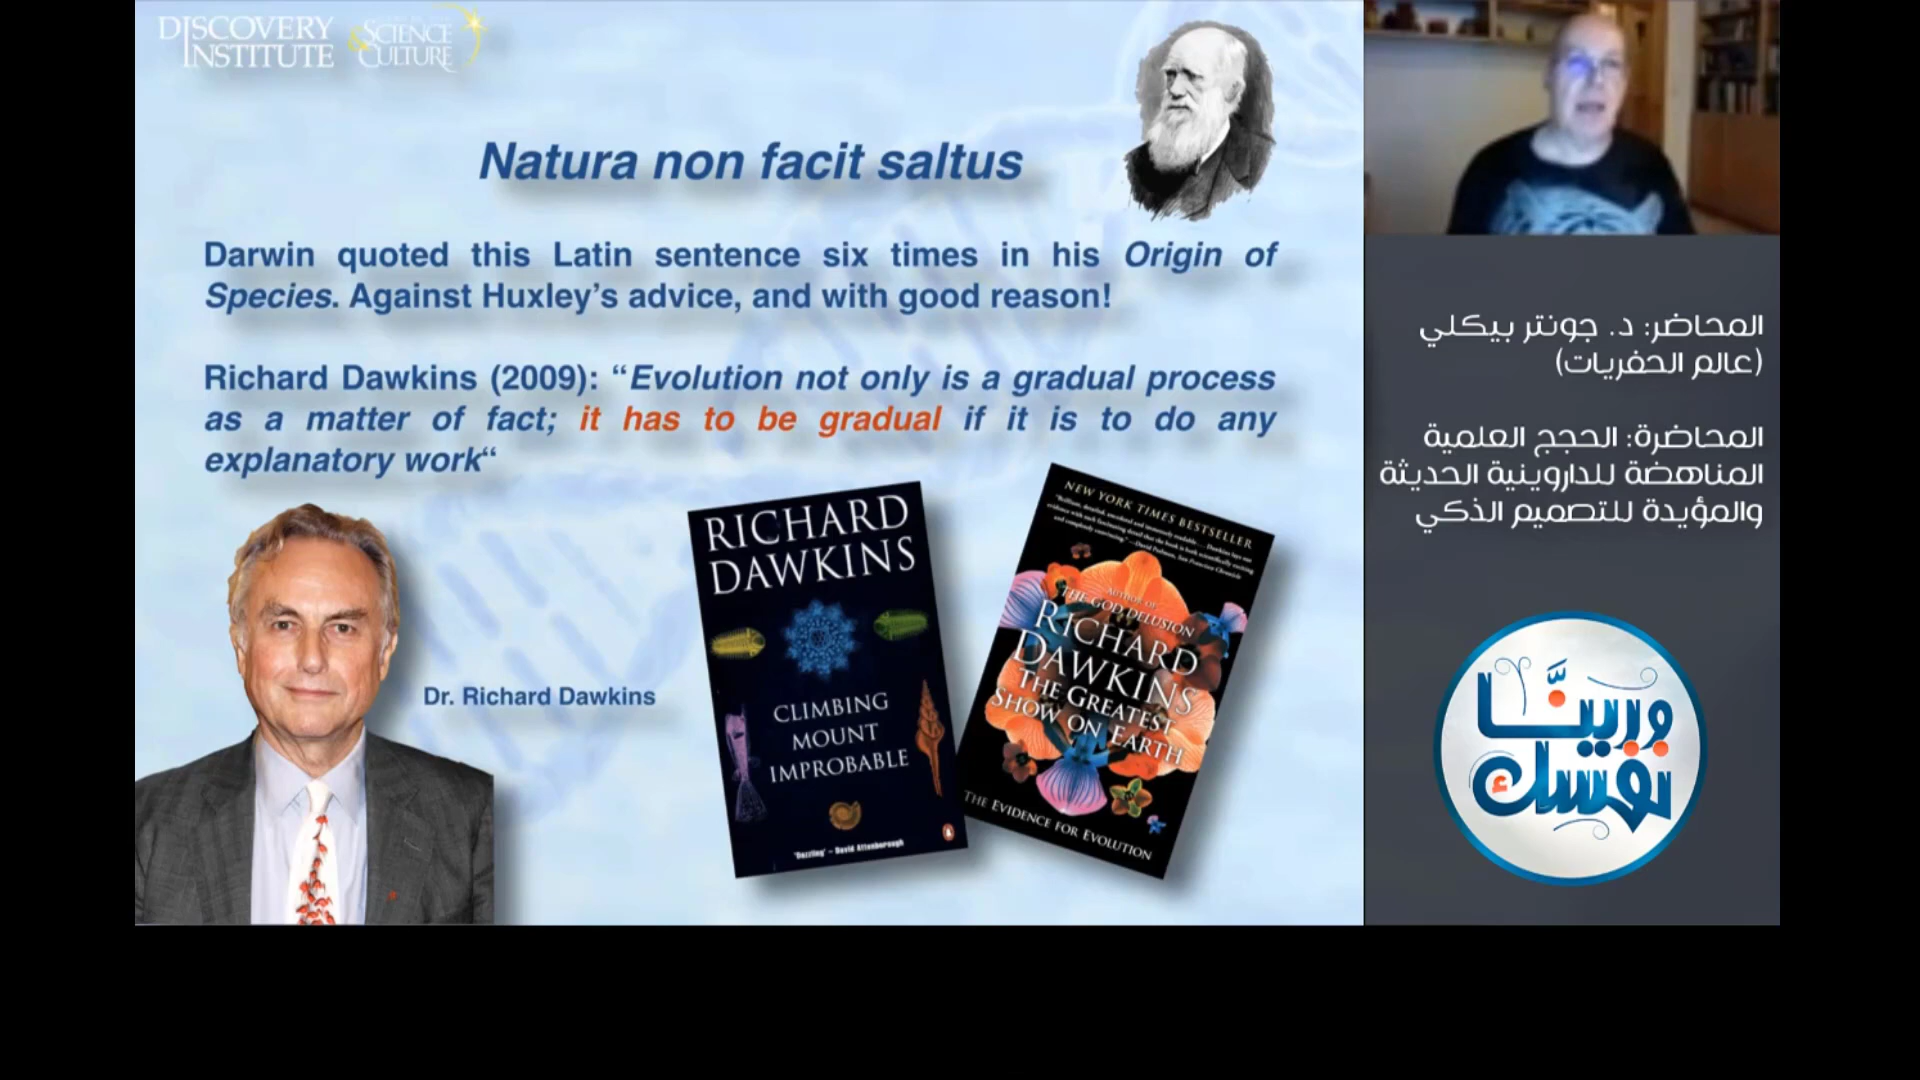 DISCOVERY
INSTITUTE
SCIENCE
& CULTURE
Natura non facit saltus
Darwin quoted this Latin sentence six times in his Origin of
Species. Against Huxley’s advice, and with good reason!
Richard Dawkins (2009): “Evolution not only is a gradual process
as a matter of fact; it has to be gradual if it is to do any
explanatory work“
Dr. Richard Dawkins
RICHARD
DAWKINS
CLIMBING
MOUNT
IMPROBABLE
'Dazzling' – David Attenborough
NEW YORK TIMES BESTSELLER
AUTHOR OF
THE GOD DELUSION
RICHARD
DAWKINS
THE GREATEST
SHOW ON EARTH
THE EVIDENCE FOR EVOLUTION
المحاضر: د. جونتر بيكلي
(عالم الحفريات)
المحاضرة: الحجج العلمية
المناهضة للداروينية الحديثة
والمؤيدة للتصميم الذكي
ورينَّا
نفسك